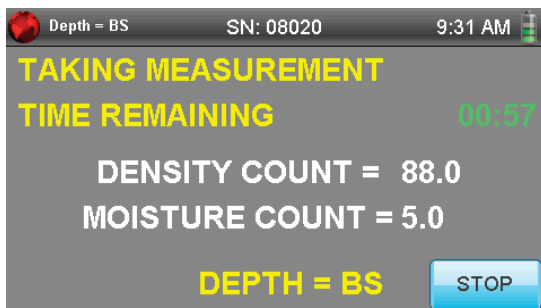 Depth = BS SN: 08020 9:31 AM
TAKING MEASUREMENT
TIME REMAINING 00:57
DENSITY COUNT = 88.0
MOISTURE COUNT = 5.0
DEPTH = BS STOP